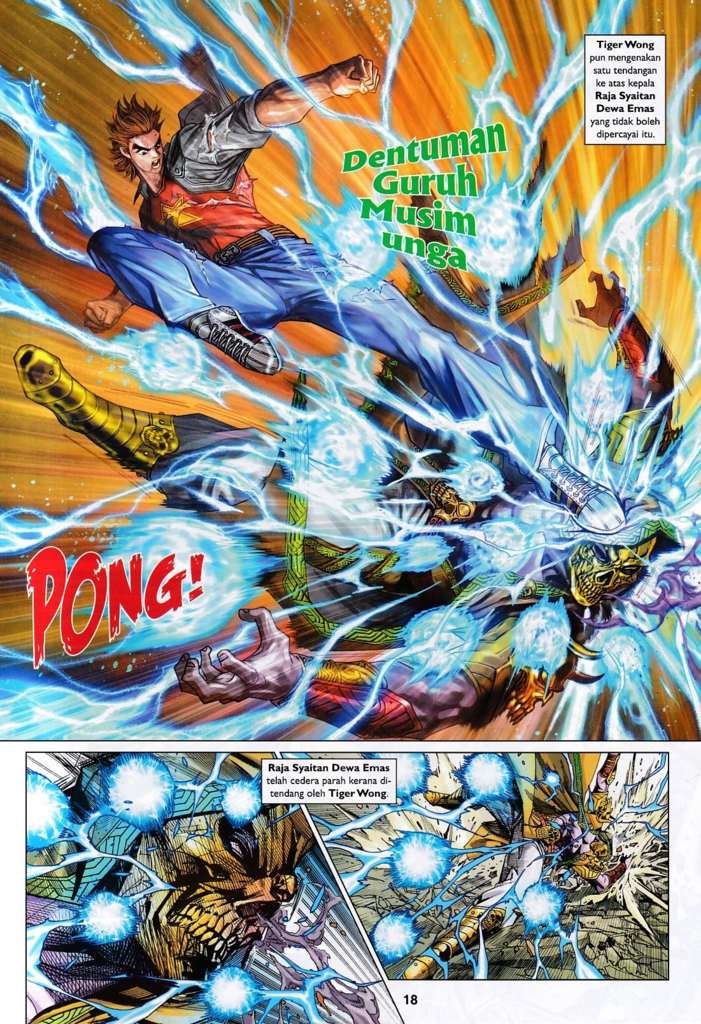 Tiger Wong
pun mengenakan
satu tendangan
ke atas kepala
Raja Syaitan
Dewa Emas
yang tidak boleh
dipercayai itu.
Dentuman
Guruh
Musim
unga
PONG!
Raja Syaitan Dewa Emas
telah cedera parah kerana di-
tendang oleh Tiger Wong.
18